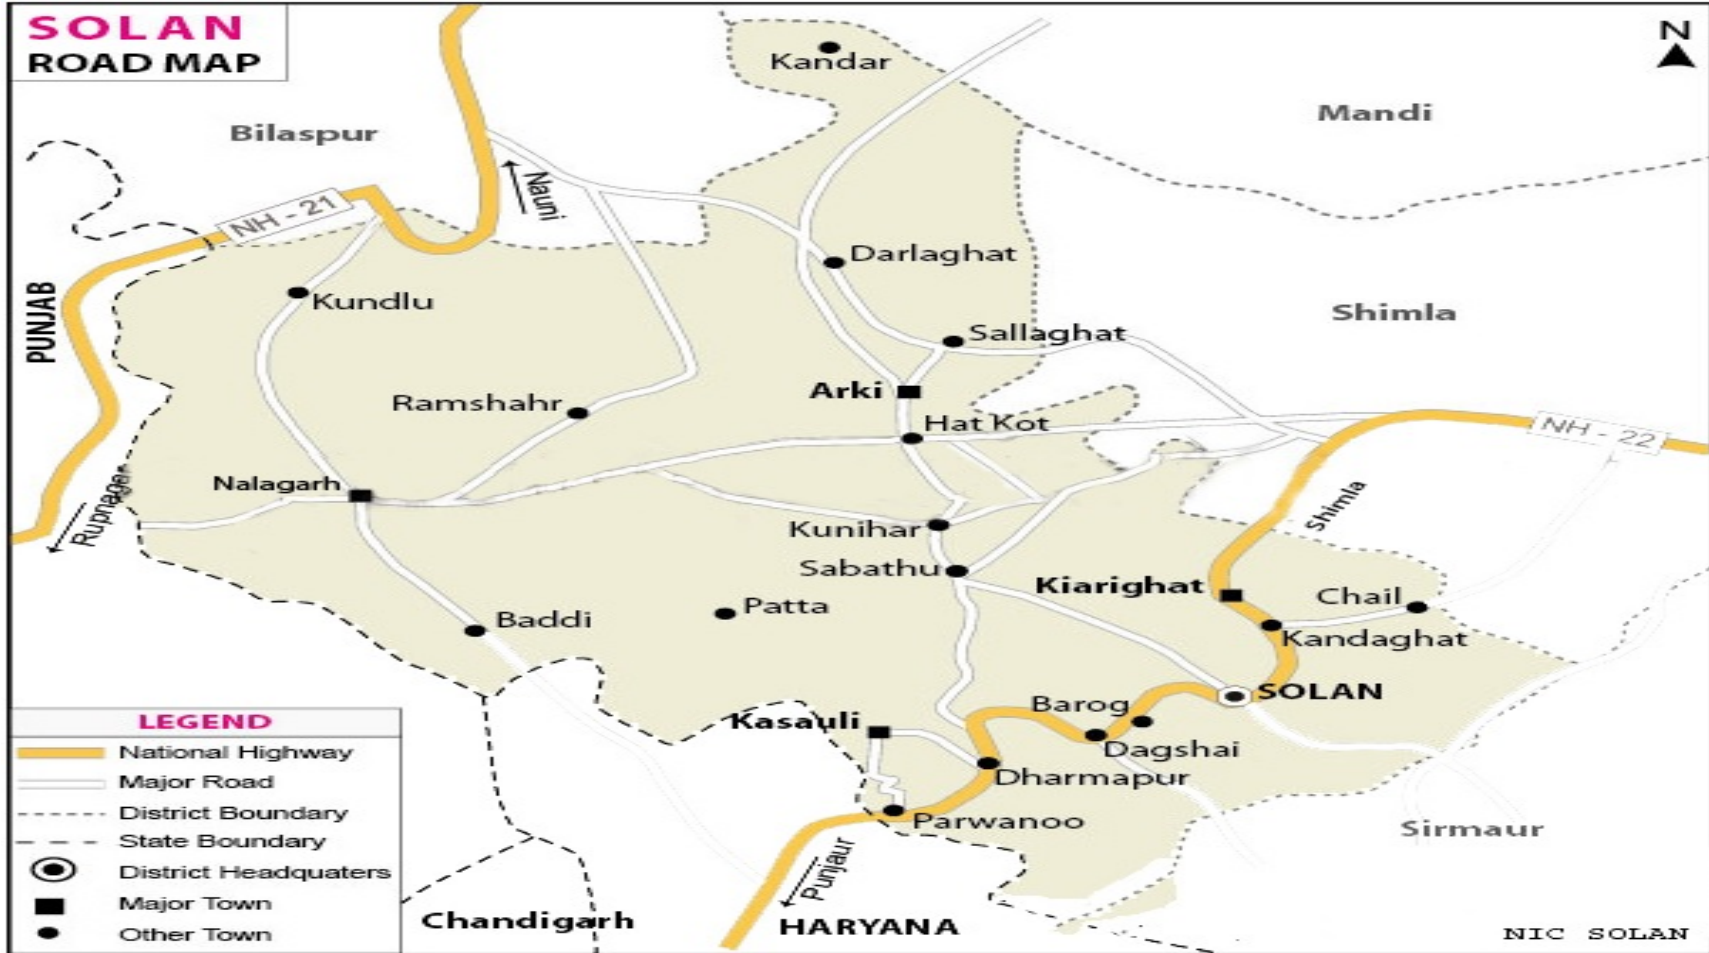 SOLAN
ROAD MAP
N
Kandar
Mandi
Bilaspur
Nauni
NH - 21
Darlaghat
PUNJAB
Kundlu
Shimla
Sallaghat
Arki
Ramshahr
Hat Kot
NH - 22
Nalagarh
Rupnagar
Shimla
Kunihar
Sabathu
Kiarighat
Chail
Patta
Baddi
Kandaghat
SOLAN
Barog
Kasauli
Dagshai
Dharmapur
Parwanoo
Sirmaur
Punjaur
Chandigarh
HARYANA
LEGEND
National Highway
Major Road
District Boundary
State Boundary
District Headquaters
Major Town
Other Town
NIC SOLAN